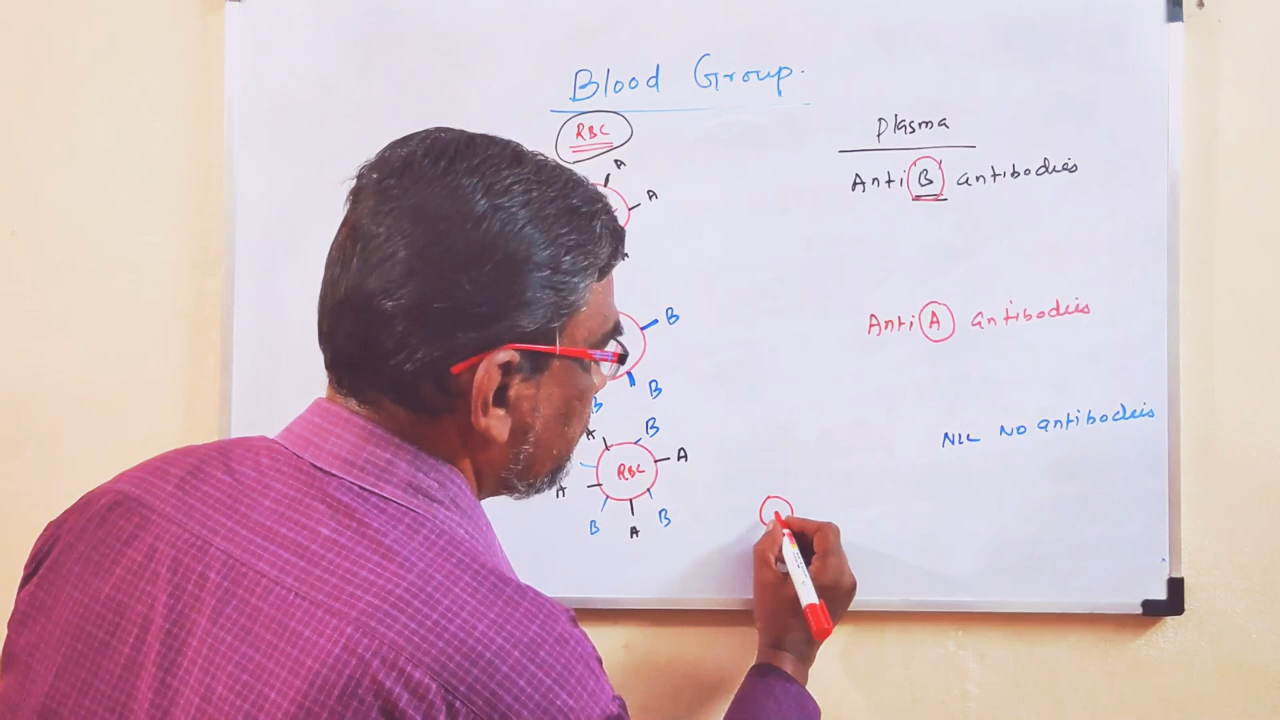 Blood Group.
RBC
Plasma
A
Anti B antibodies
A
B
Anti A antibodies
B
B
A
B
NIL NO antibodies
A
RBC
A
B
A
B